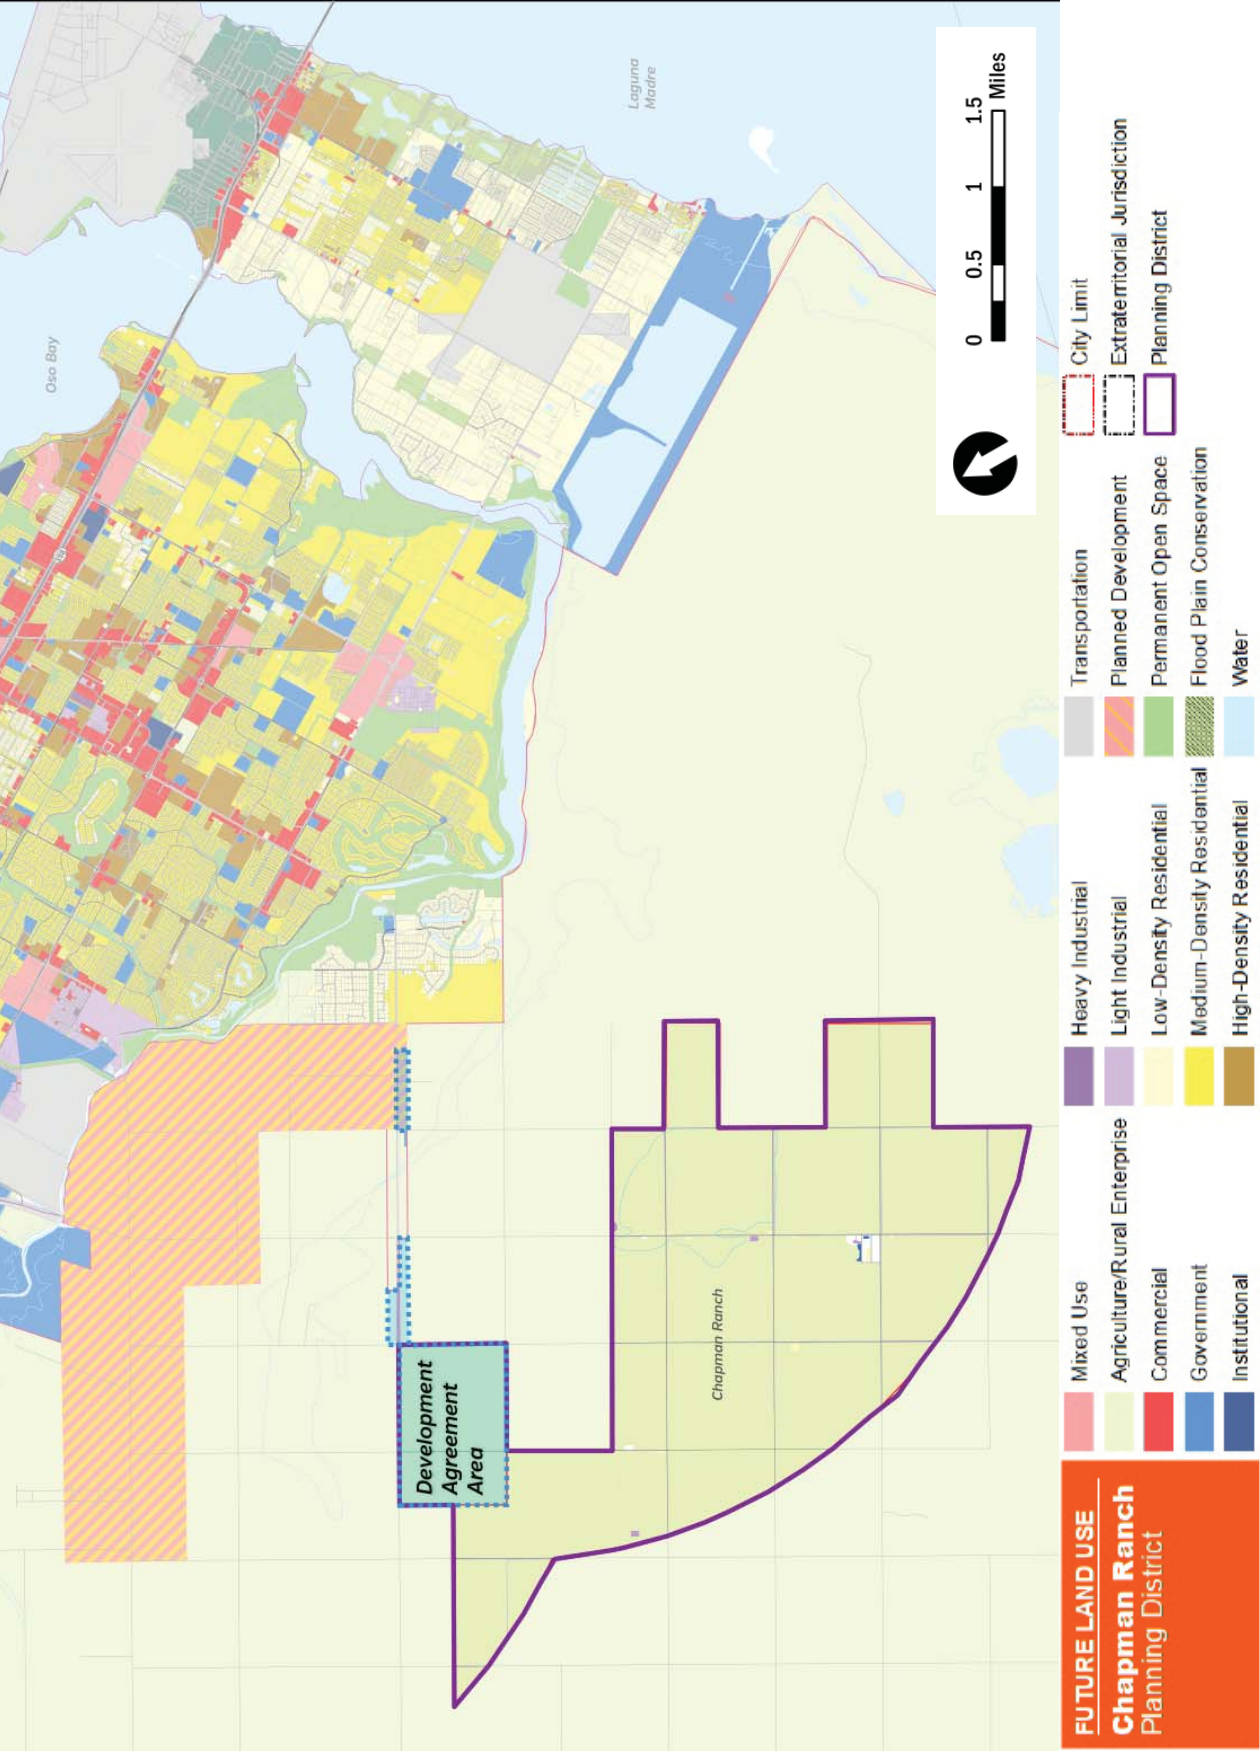 Laguna
Madre
Oso Bay
Development
Agreement
Area
Chapman Ranch
0 0.5 1 1.5 Miles
FUTURE LAND USE
Chapman Ranch
Planning District
Mixed Use
Agriculture/Rural Enterprise
Commercial
Government
Institutional
Heavy Industrial
Light Industrial
Low-Density Residential
Medium-Density Residential
High-Density Residential
Transportation
Planned Development
Permanent Open Space
Flood Plain Conservation
Water
City Limit
Extraterritorial Jurisdiction
Planning District